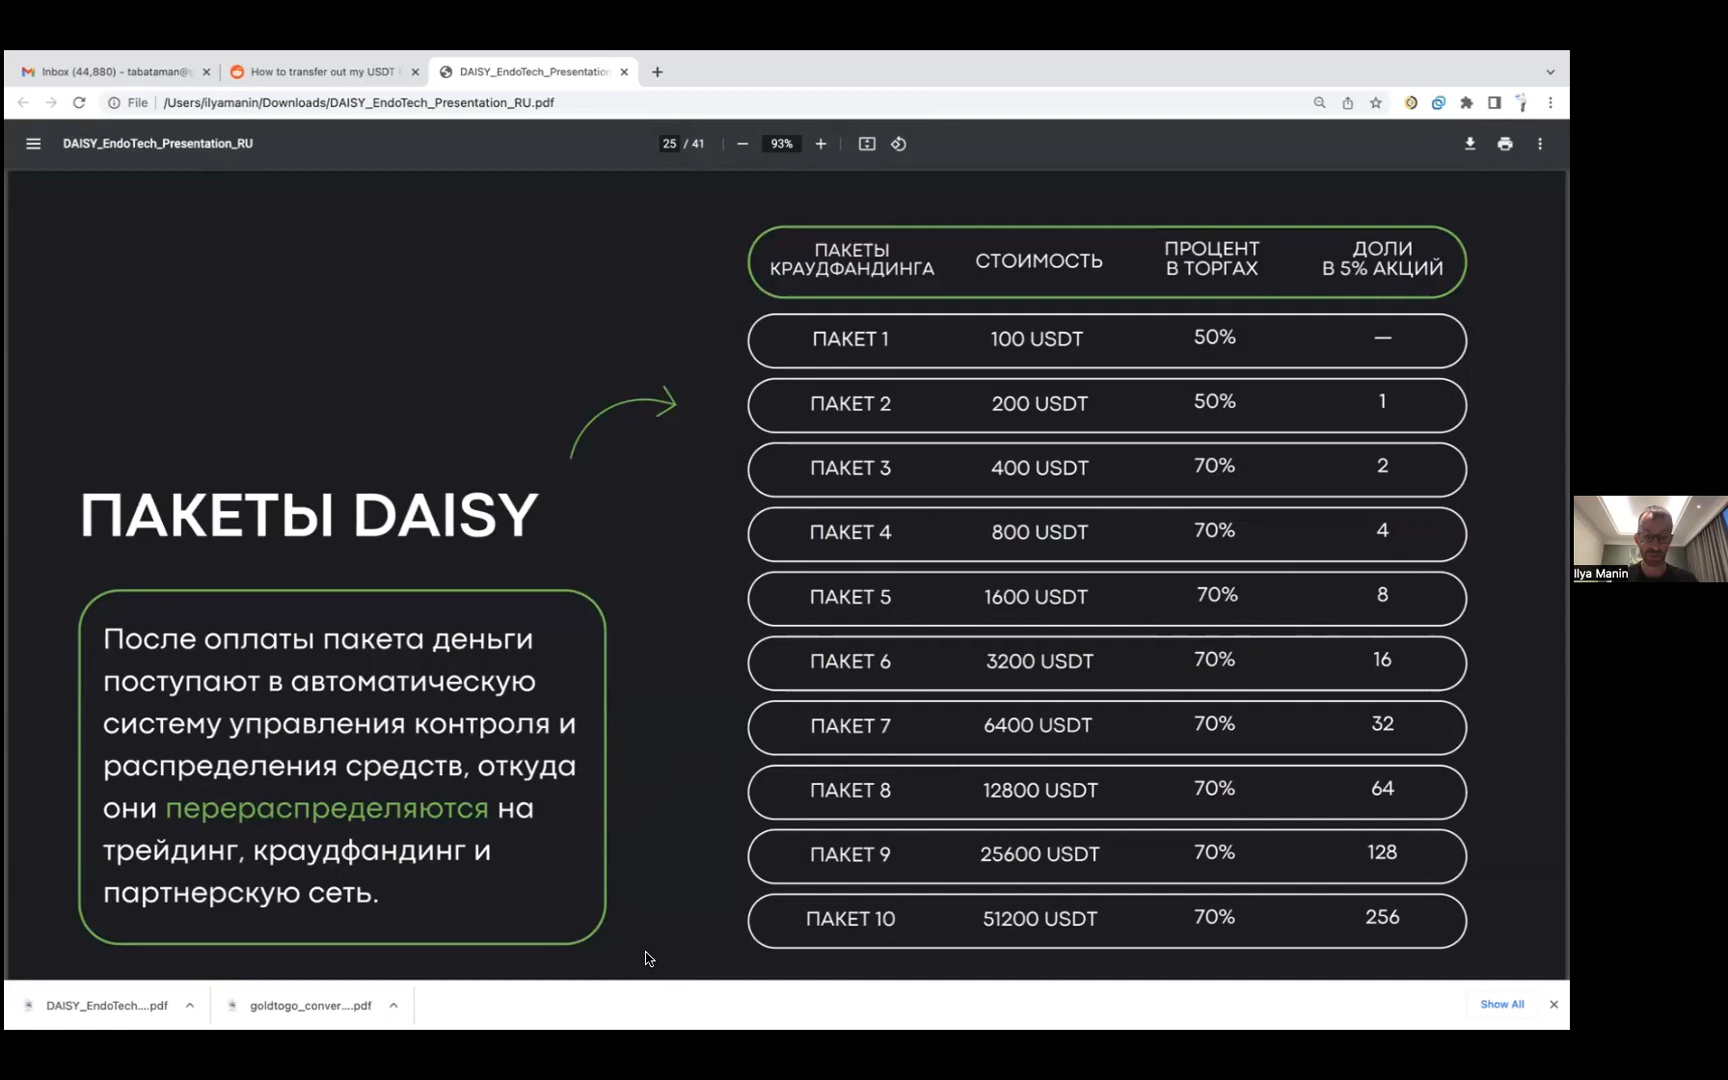 Inbox (44,880) - tabataman@
How to transfer out my USDT
DAISY_EndoTech_Presentation
File
/Users/ilyamanin/Downloads/DAISY_EndoTech_Presentation_RU.pdf
DAISY_EndoTech_Presentation_RU
25 / 41
93%
ПАКЕТЫ DAISY
После оплаты пакета деньги
поступают в автоматическую
систему управления контроля и
распределения средств, откуда
они перераспределяются на
трейдинг, краудфандинг и
партнерскую сеть.
ПАКЕТЫ КРАУДФАНДИНГА СТОИМОСТЬ ПРОЦЕНТ В ТОРГАХ ДОЛИ В 5% АКЦИЙ
ПАКЕТ 1 100 USDT 50% —
ПАКЕТ 2 200 USDT 50% 1
ПАКЕТ 3 400 USDT 70% 2
ПАКЕТ 4 800 USDT 70% 4
ПАКЕТ 5 1600 USDT 70% 8
ПАКЕТ 6 3200 USDT 70% 16
ПАКЕТ 7 6400 USDT 70% 32
ПАКЕТ 8 12800 USDT 70% 64
ПАКЕТ 9 25600 USDT 70% 128
ПАКЕТ 10 51200 USDT 70% 256
Ilya Manin
DAISY_EndoTech....pdf
goldtogo_conver....pdf
Show All